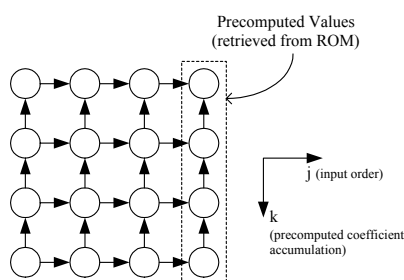 Precomputed Values
(retrieved from ROM)
j (input order)
k
(precomputed coefficient
accumulation)